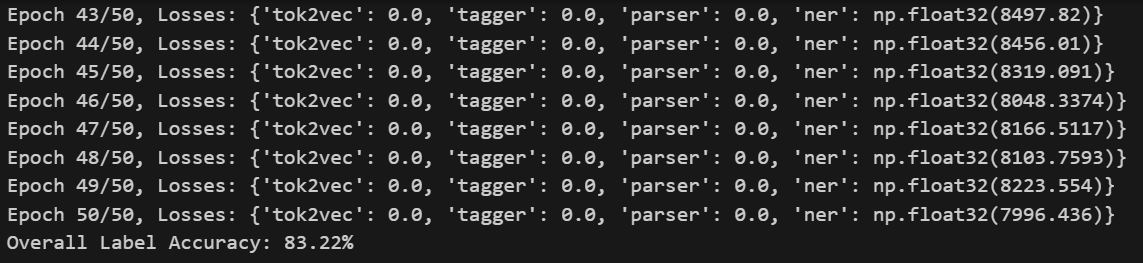 Epoch 43/50, Losses: {'tok2vec': 0.0, 'tagger': 0.0, 'parser': 0.0, 'ner': np.float32(8497.82)}
Epoch 44/50, Losses: {'tok2vec': 0.0, 'tagger': 0.0, 'parser': 0.0, 'ner': np.float32(8456.01)}
Epoch 45/50, Losses: {'tok2vec': 0.0, 'tagger': 0.0, 'parser': 0.0, 'ner': np.float32(8319.091)}
Epoch 46/50, Losses: {'tok2vec': 0.0, 'tagger': 0.0, 'parser': 0.0, 'ner': np.float32(8048.3374)}
Epoch 47/50, Losses: {'tok2vec': 0.0, 'tagger': 0.0, 'parser': 0.0, 'ner': np.float32(8166.5117)}
Epoch 48/50, Losses: {'tok2vec': 0.0, 'tagger': 0.0, 'parser': 0.0, 'ner': np.float32(8103.7593)}
Epoch 49/50, Losses: {'tok2vec': 0.0, 'tagger': 0.0, 'parser': 0.0, 'ner': np.float32(8223.554)}
Epoch 50/50, Losses: {'tok2vec': 0.0, 'tagger': 0.0, 'parser': 0.0, 'ner': np.float32(7996.436)}
Overall Label Accuracy: 83.22%